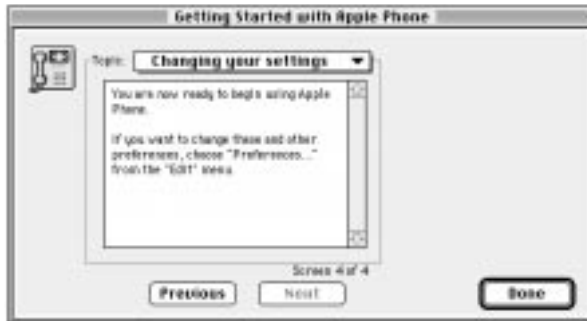 Getting Started with Apple Phone
Topic: Changing your settings
You are now ready to begin using Apple
Phone.
If you want to change these and other
preferences, choose "Preferences..."
from the "Edit" menu.
Screen 4 of 4
Previous
Next
Done